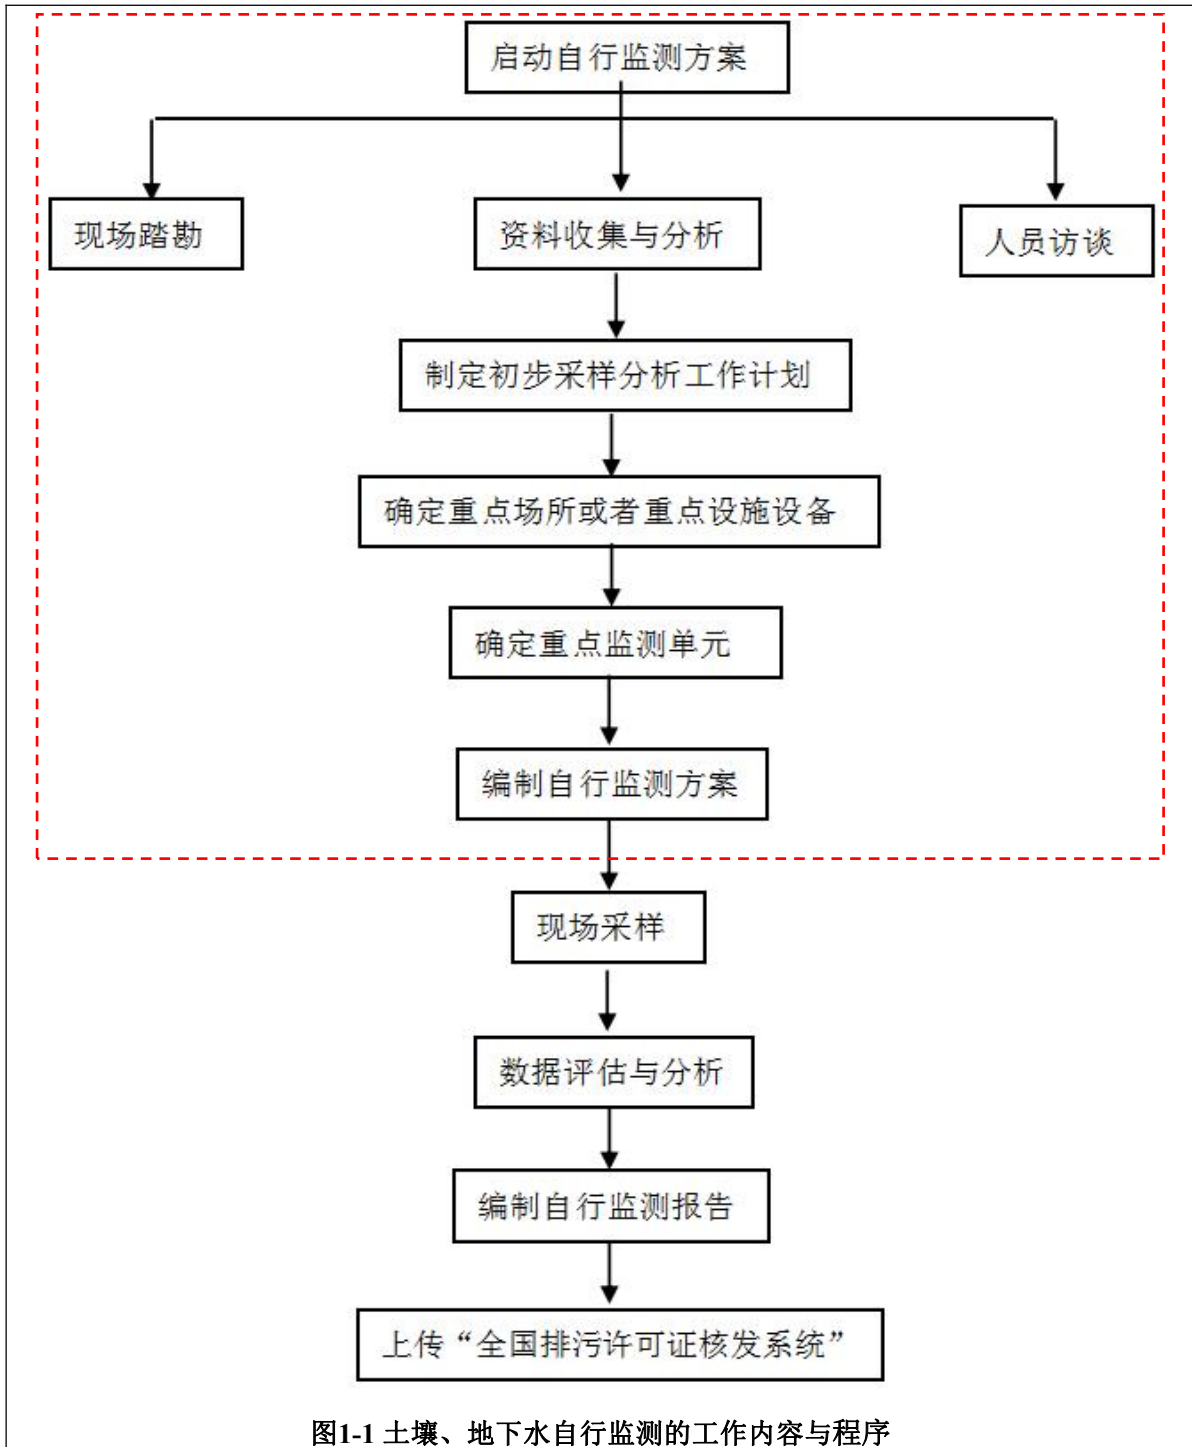 启动自行监测方案
现场踏勘
资料收集与分析
人员访谈
制定初步采样分析工作计划
确定重点场所或者重点设施设备
确定重点监测单元
编制自行监测方案
现场采样
数据评估与分析
编制自行监测报告
上传“全国排污许可证核发系统”
图1-1 土壤、地下水自行监测的工作内容与程序